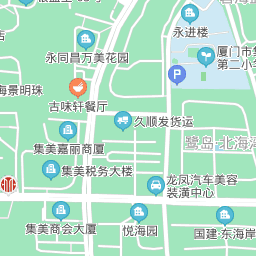 永进楼
永同昌万美花园
厦门市集
第二小学
海景明珠
吉味轩餐厅
P
久顺发货运
鹭岛·北海湾
集美嘉丽商厦
集美税务大楼
龙凤汽车美容
装潢中心
集美商会大厦
悦海园
国建·东海岸